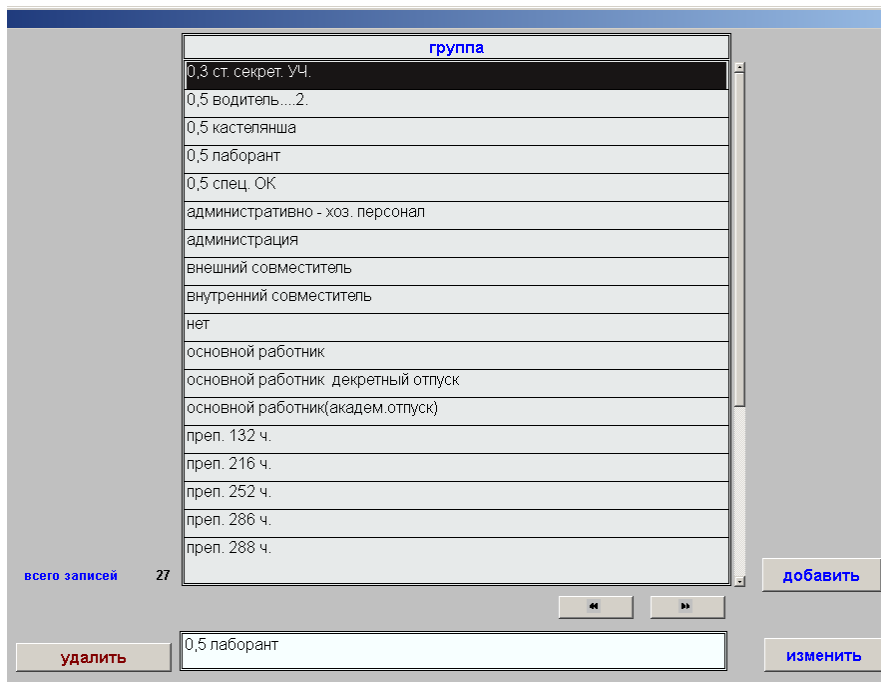 группа
0,3 ст. секрет. УЧ.
0,5 водитель....2.
0,5 кастелянша
0,5 лаборант
0,5 спец. ОК
административно - хоз. персонал
администрация
внешний совместитель
внутренний совместитель
нет
основной работник
основной работник  декретный отпуск
основной работник(академ.отпуск)
преп. 132 ч.
преп. 216 ч.
преп. 252 ч.
преп. 286 ч.
преп. 288 ч.
всего записей 27
добавить
удалить
0,5 лаборант
изменить